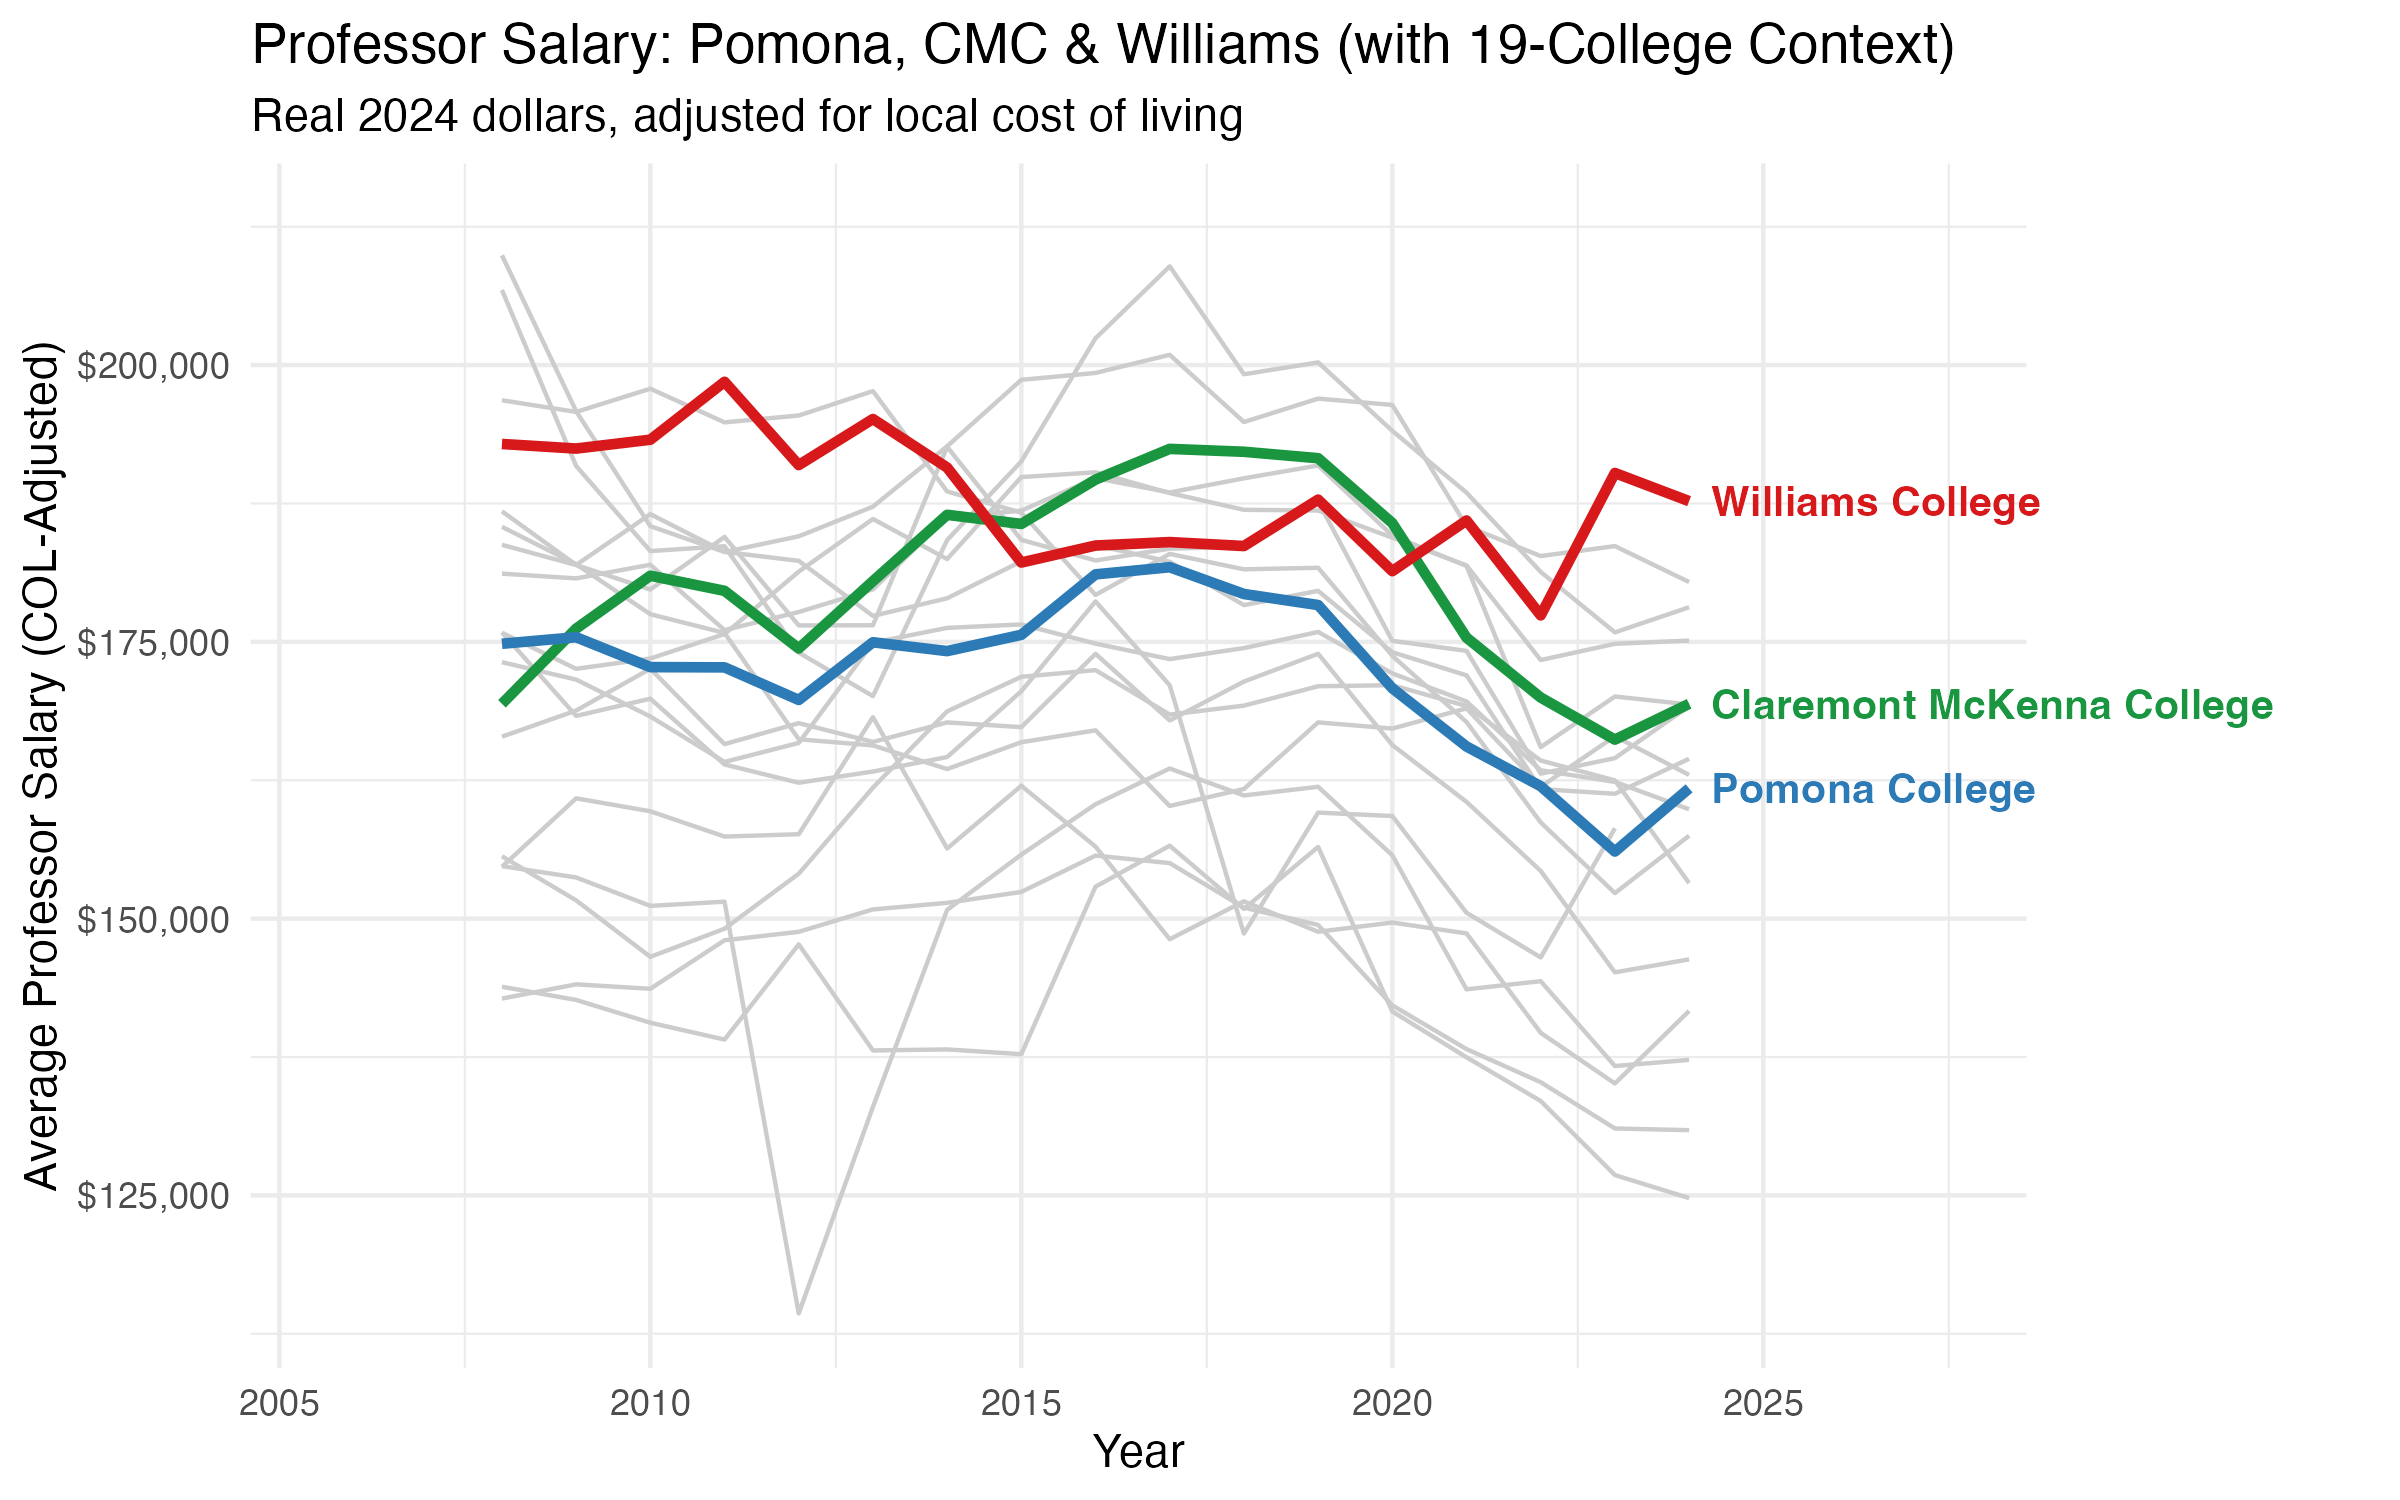 Professor Salary: Pomona, CMC & Williams (with 19-College Context)
Real 2024 dollars, adjusted for local cost of living
Average Professor Salary (COL-Adjusted)
$200,000
$175,000
$150,000
$125,000
Williams College
Claremont McKenna College
Pomona College
2005 2010 2015 2020 2025
Year